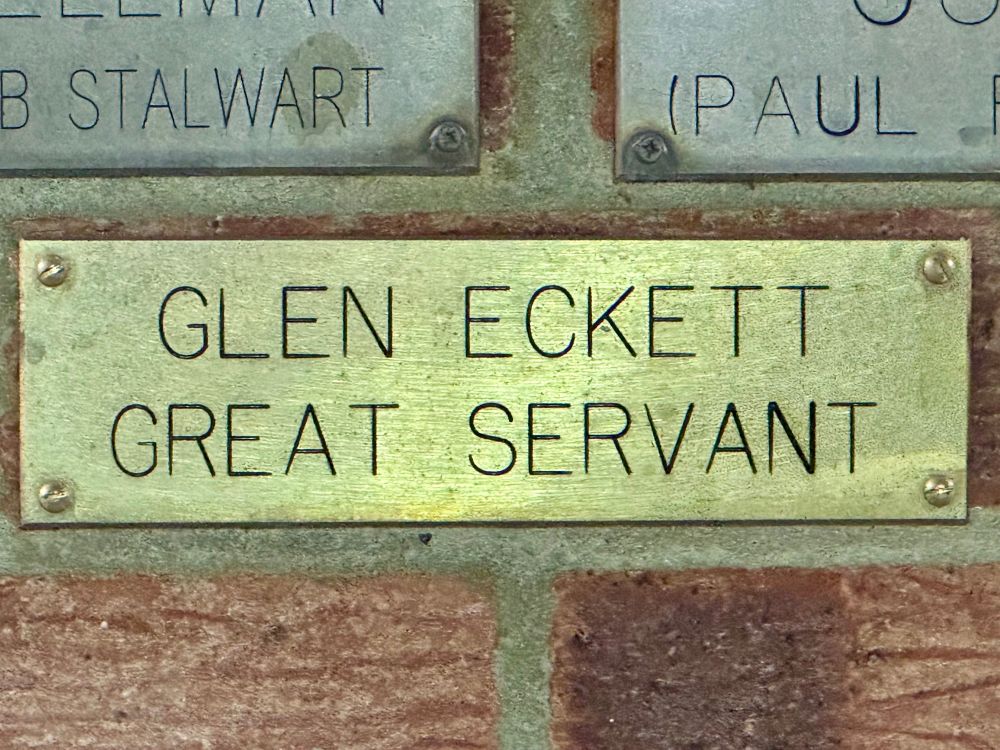 B STALWART
(PAUL
GLEN ECKETT
GREAT SERVANT